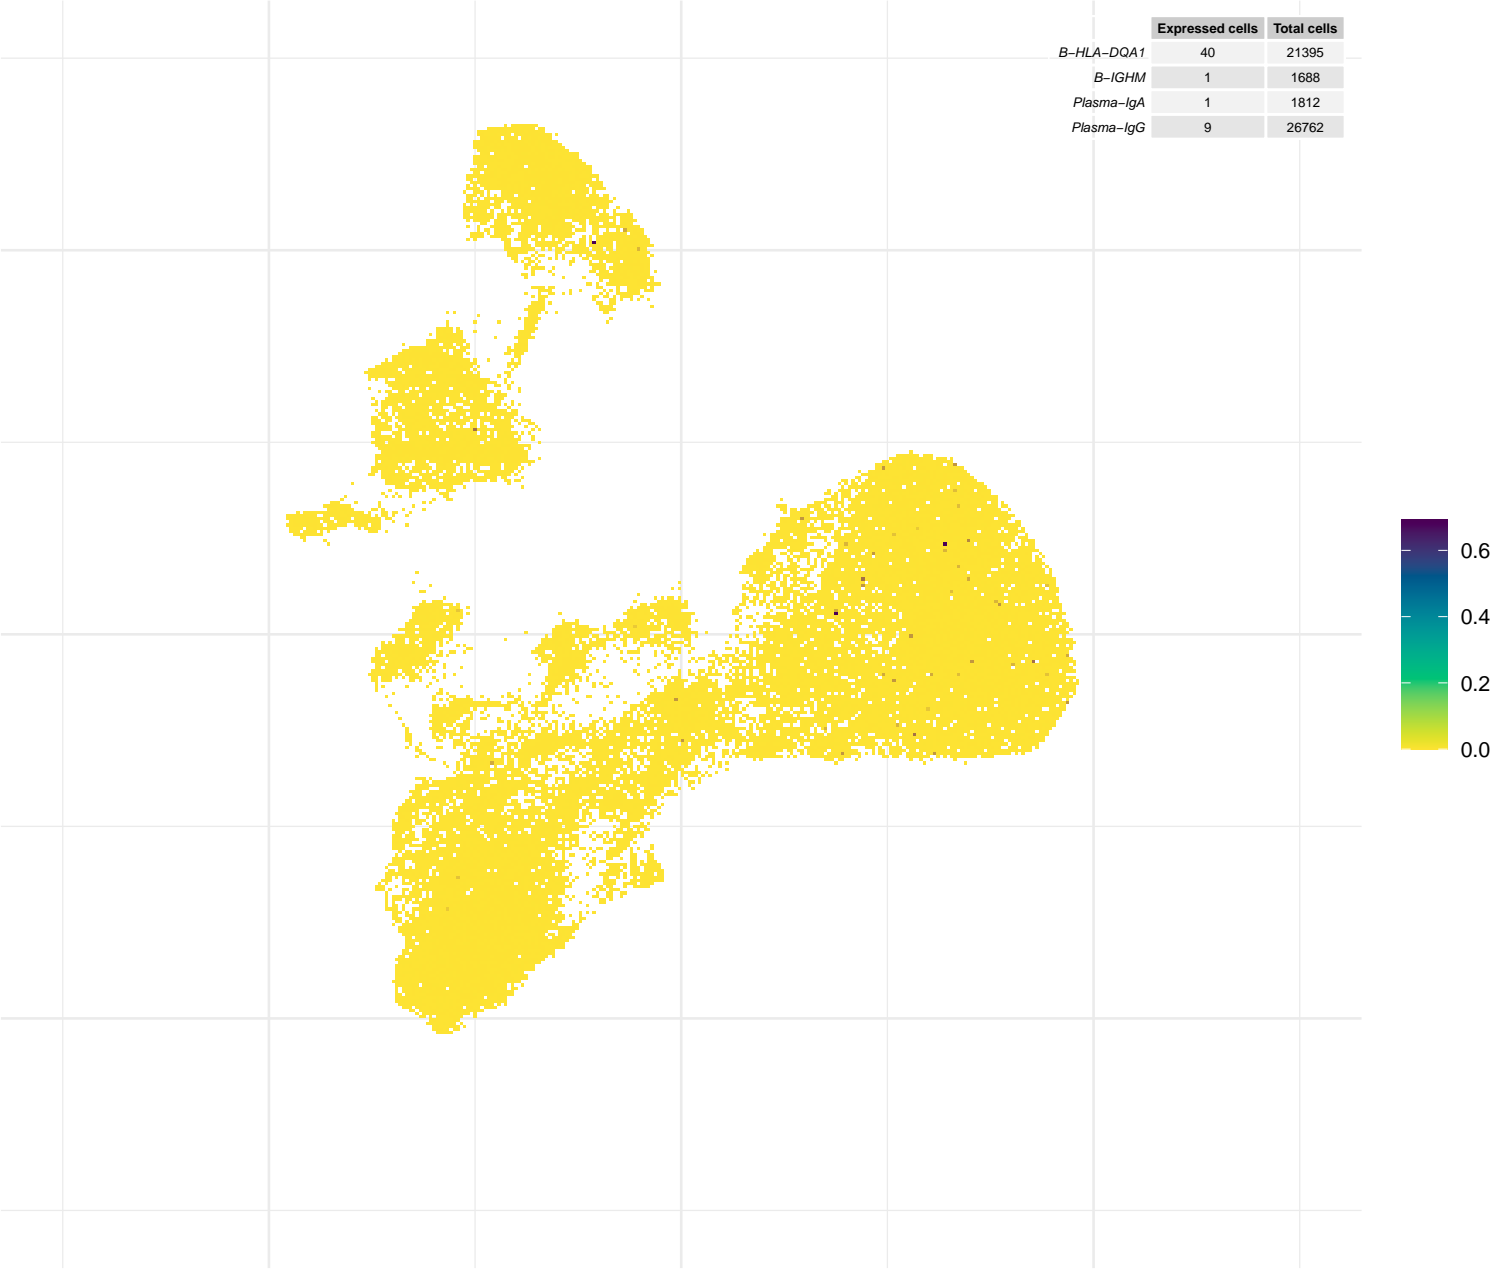 Expressed cells Total cells
B−HLA−DQA1 40 21395
B−IGHM 1 1688
Plasma−IgA 1 1812
Plasma−IgG 9 26762
0.6
0.4
0.2
0.0